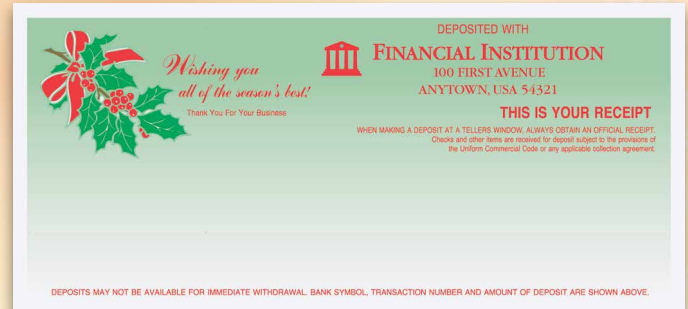 Wishing you
all of the season's best!
Thank You For Your Business
DEPOSITED WITH
FINANCIAL INSTITUTION
100 FIRST AVENUE
ANYTOWN, USA 54321
THIS IS YOUR RECEIPT
WHEN MAKING A DEPOSIT AT A TELLERS WINDOW, ALWAYS OBTAIN AN OFFICIAL RECEIPT.
Checks and other items are received for deposit subject to the provisions of
the Uniform Commercial Code or any applicable collection agreement.
DEPOSITS MAY NOT BE AVAILABLE FOR IMMEDIATE WITHDRAWAL. BANK SYMBOL, TRANSACTION NUMBER AND AMOUNT OF DEPOSIT ARE SHOWN ABOVE.